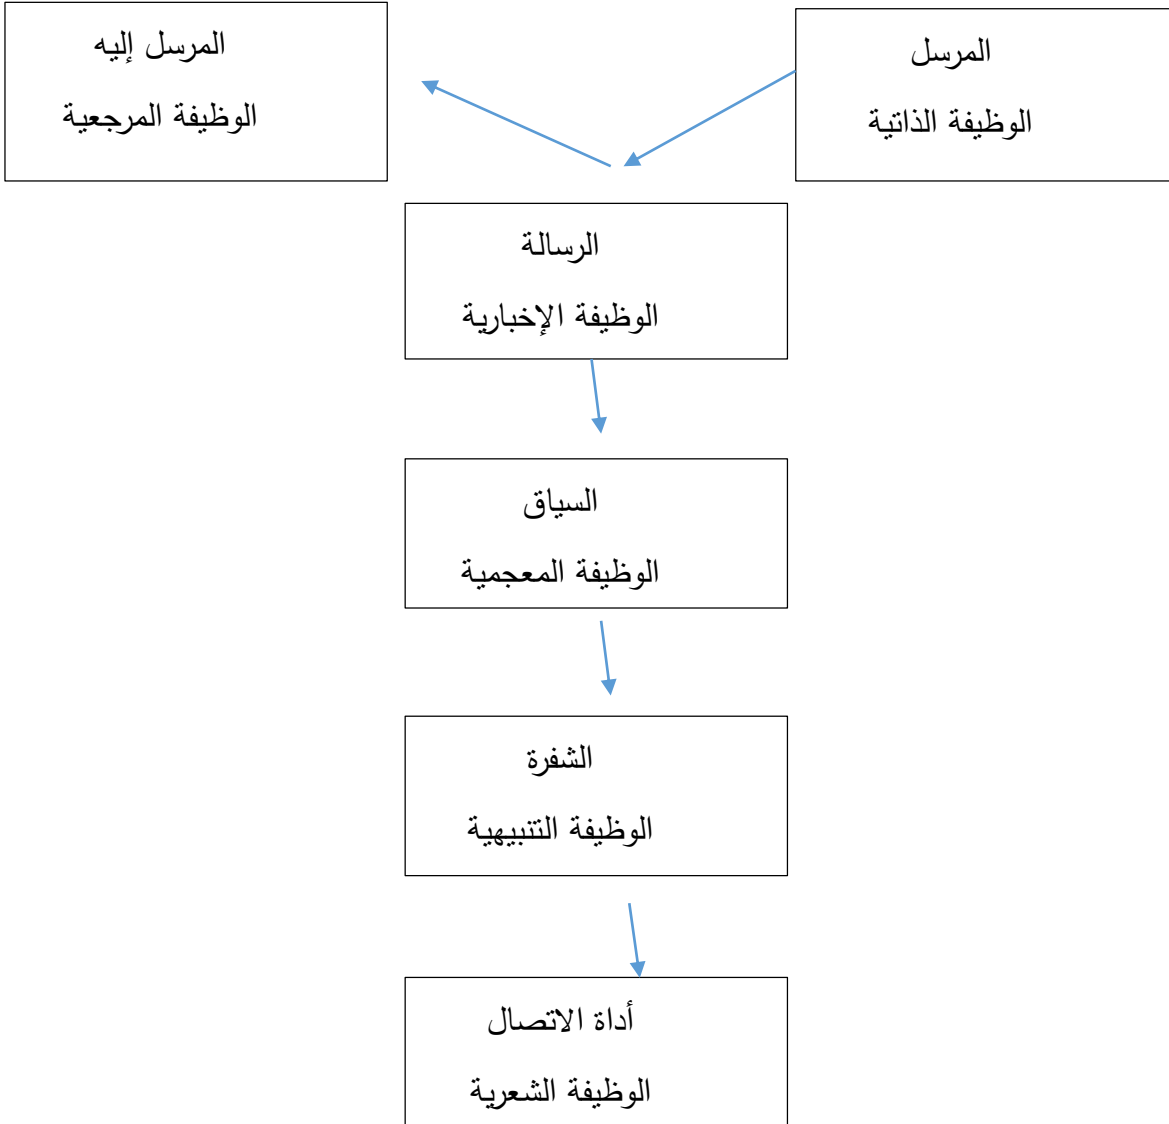 المرسل
الوظيفة الذاتية
المرسل إليه
الوظيفة المرجعية
الرسالة
الوظيفة الإخبارية
السياق
الوظيفة المعجمية
الشفرة
الوظيفة التنبيهية
أداة الاتصال
الوظيفة الشعرية